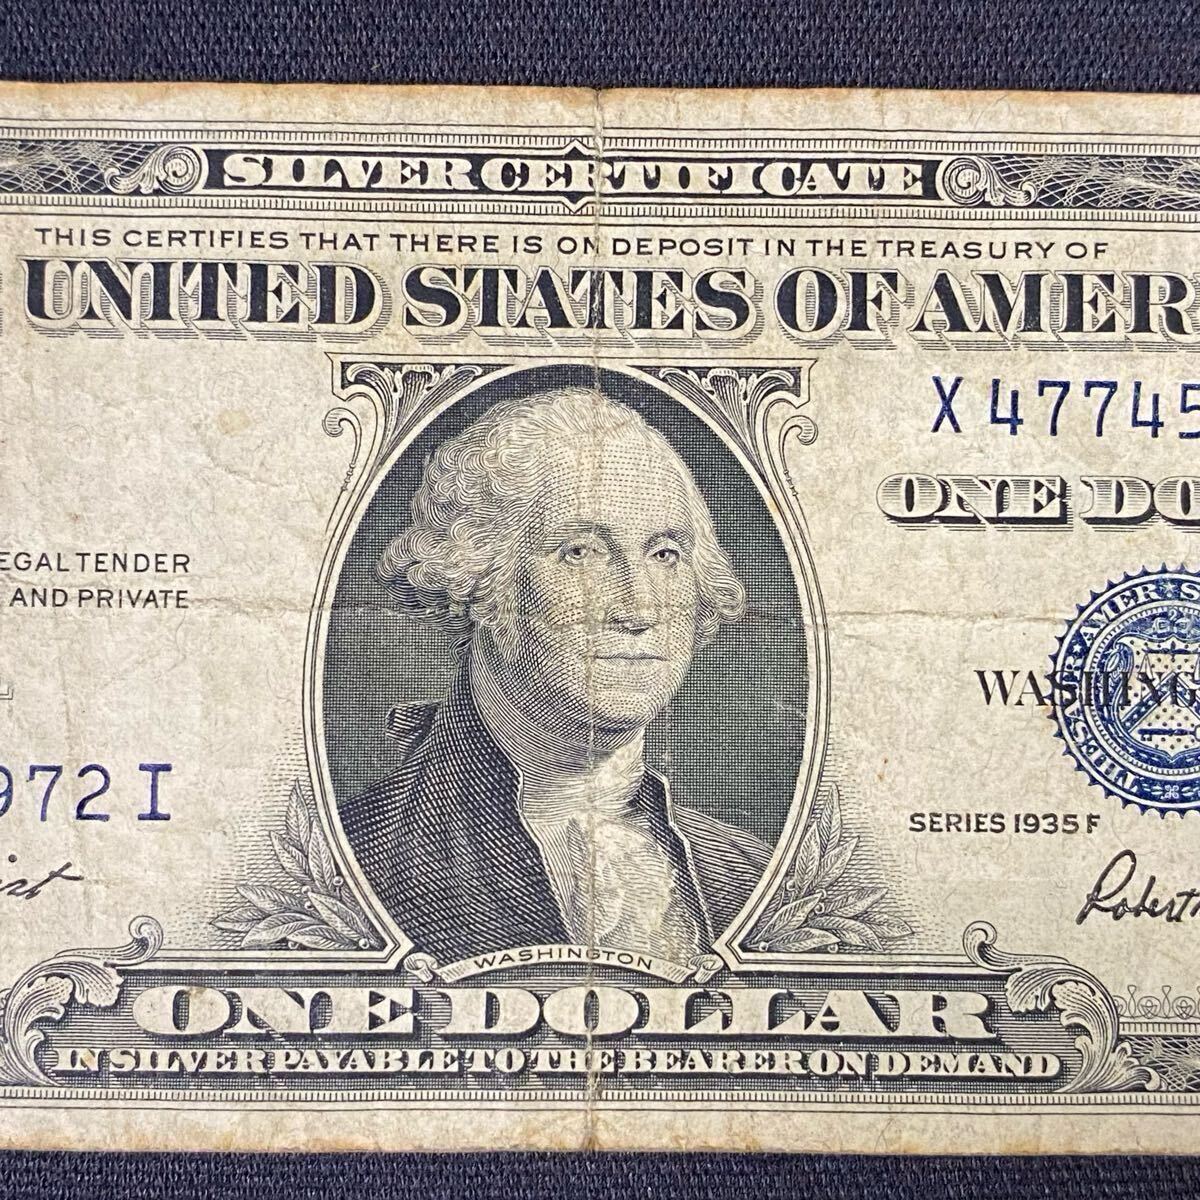 SILVER CERTIFICATE
THIS CERTIFIES THAT THERE IS ON DEPOSIT IN THE TREASURY OF
UNITED STATES OF AMER
X 47745
ONE DO
EGAL TENDER
AND PRIVATE
WASHING
972 I
SERIES 1935 F
Robert
WASHINGTON
ONE DOLLAR
IN SILVER PAYABLE TO THE BEARER ON DEMAND